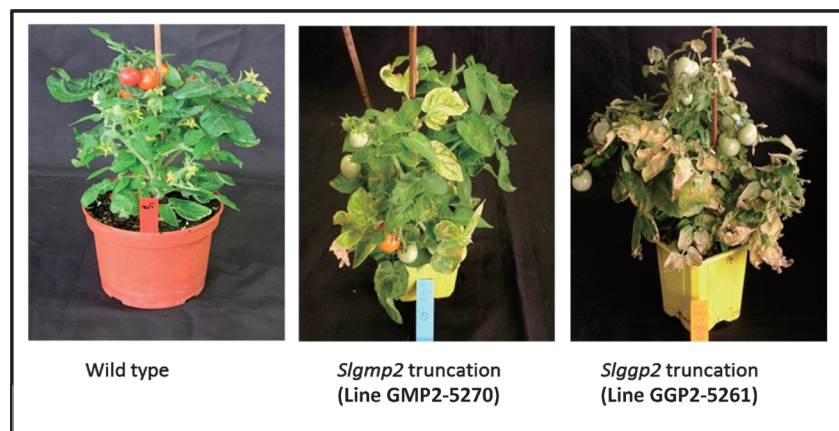 Wild type
Slgmp2 truncation
(Line GMP2-5270)
Slggp2 truncation
(Line GGP2-5261)